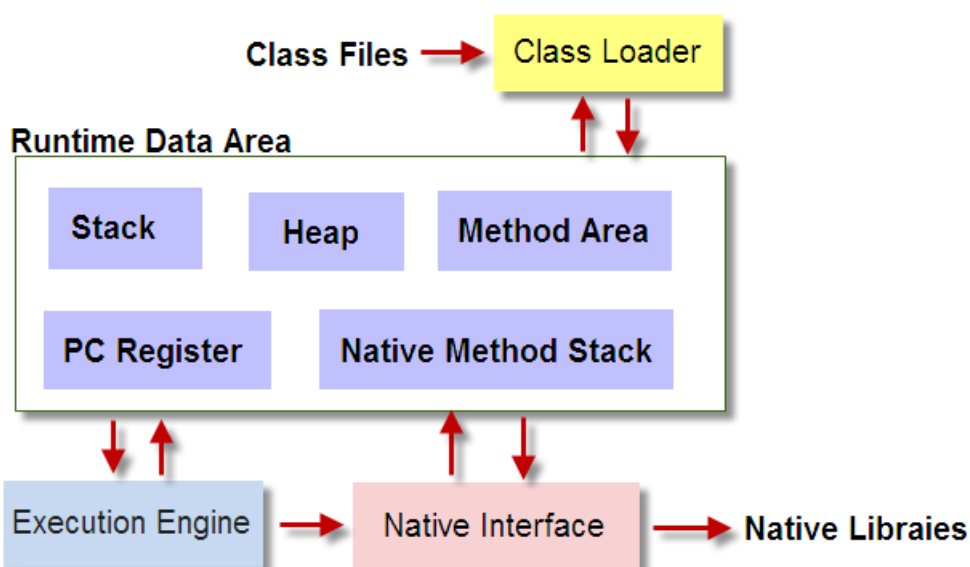 Class Files
Class Loader
Runtime Data Area
Stack
Heap
Method Area
PC Register
Native Method Stack
Execution Engine
Native Interface
Native Libraies